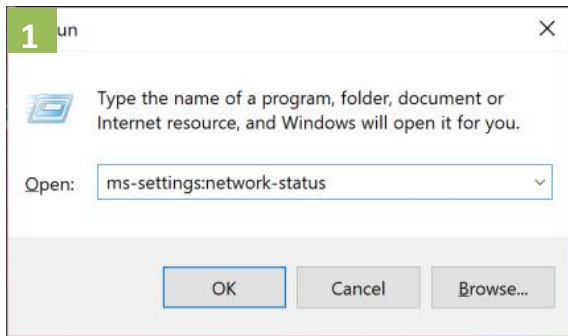 1 un
Type the name of a program, folder, document or
Internet resource, and Windows will open it for you.
Open: ms-settings:network-status
OK Cancel Browse...